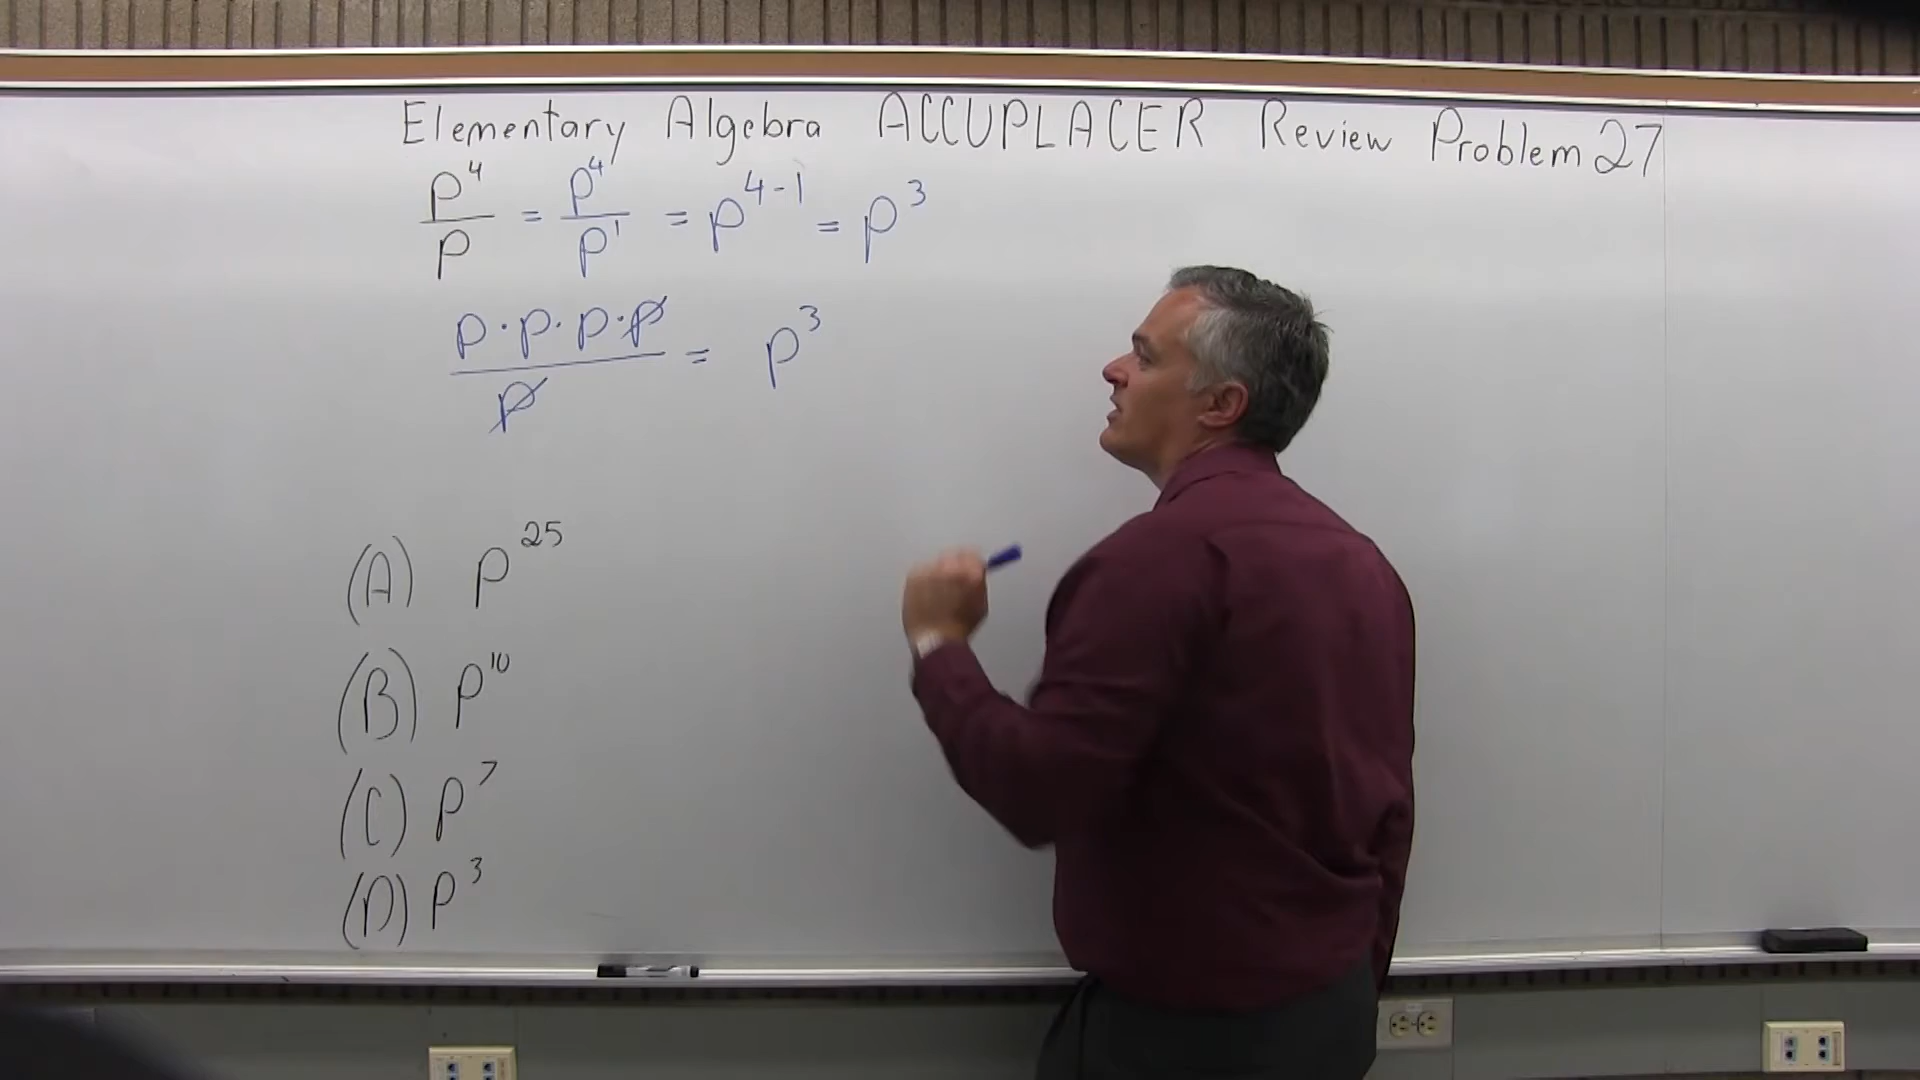 Elementary Algebra ACCUPLACER Review Problem 27
p⁴/p = p⁴/p¹ = p⁴⁻¹ = p³
p·p·p·p/p = p³
(A) p²⁵
(B) p¹⁰
(C) p⁷
(D) p³